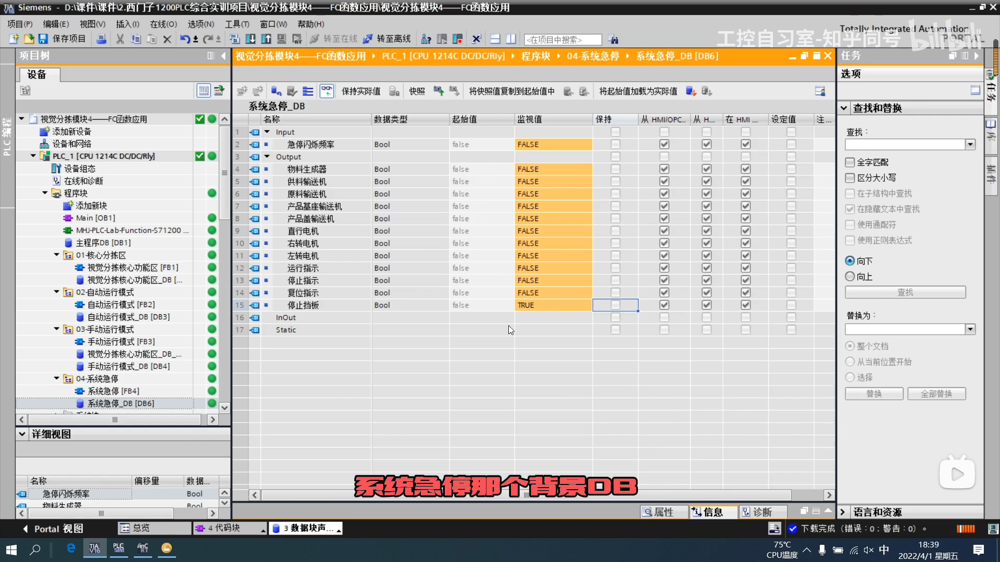 Siemens - D:\课件\课件\2.西门子1200PLC综合实训项目\视觉分拣模块4——FC函数应用\视觉分拣模块4——FC函数应用
项目(P) 编辑(E) 视图(V) 插入(I) 在线(O) 选项(N) 工具(T) 窗口(W) 帮助(H)
Totally Integrated Automation
PORTAL
工控自习室-知乎同号 bilibili
保存项目 转至在线 转至离线 <在项目中搜索>
项目树
视觉分拣模块4——FC函数应用 PLC_1 [CPU 1214C DC/DC/Rly] 程序块 04-系统急停 系统急停_DB [DB6]
任务
设备
选项
保持实际值 快照 将快照值复制到起始值中 将起始值加载为实际值
PLC 编程
视觉分拣模块4——FC函数应用
添加新设备
设备和网络
PLC_1 [CPU 1214C DC/DC/Rly]
设备组态
在线和诊断
程序块
添加新块
Main [OB1]
MHJ-PLC-Lab-Function-S71200 ...
主程序DB [DB1]
01-核心分拣区
视觉分拣核心功能区 [FB1]
视觉分拣核心功能区_DB [...
02-自动运行模式
自动运行模式 [FB2]
自动运行模式_DB [DB3]
03-手动运行模式
手动运行模式 [FB3]
视觉分拣核心功能区_DB_...
手动运行模式_DB [DB4]
04-系统急停
系统急停 [FB4]
系统急停_DB [DB6]
详细视图
名称 偏移量 数据...
急停闪烁频率 Bool
物料生成器 Bool
系统急停_DB
名称 数据类型 起始值 监视值 保持 从 HMI/OPC... 从 H... 在 HMI ... 设定值 注...
1 Input
2 急停闪烁频率 Bool false FALSE
3 Output
4 物料生成器 Bool false FALSE
5 供料输送机 Bool false FALSE
6 原料输送机 Bool false FALSE
7 产品基座输送机 Bool false FALSE
8 产品盖输送机 Bool false FALSE
9 直行电机 Bool false FALSE
10 右转电机 Bool false FALSE
11 左转电机 Bool false FALSE
12 运行指示 Bool false FALSE
13 停止指示 Bool false FALSE
14 复位指示 Bool false FALSE
15 停止挡板 Bool false TRUE
16 InOut
17 Static
系统急停那个背景DB
属性 信息 诊断
查找和替换
查找:
全字匹配
区分大小写
在子结构中查找
在隐藏文本中查找
使用通配符
使用正则表达式
向下
向上
查找
替换为:
整个文档
从当前位置开始
选择
替换 全部替换
语言和资源
任务
库
插件
Portal 视图 总览 4 代码块 3 数据块声... 下载完成（错误:0;警告:0）。
TIA V16 PLC SIM WinCC RT
75℃
CPU温度
中
18:39
2022/4/1 星期五